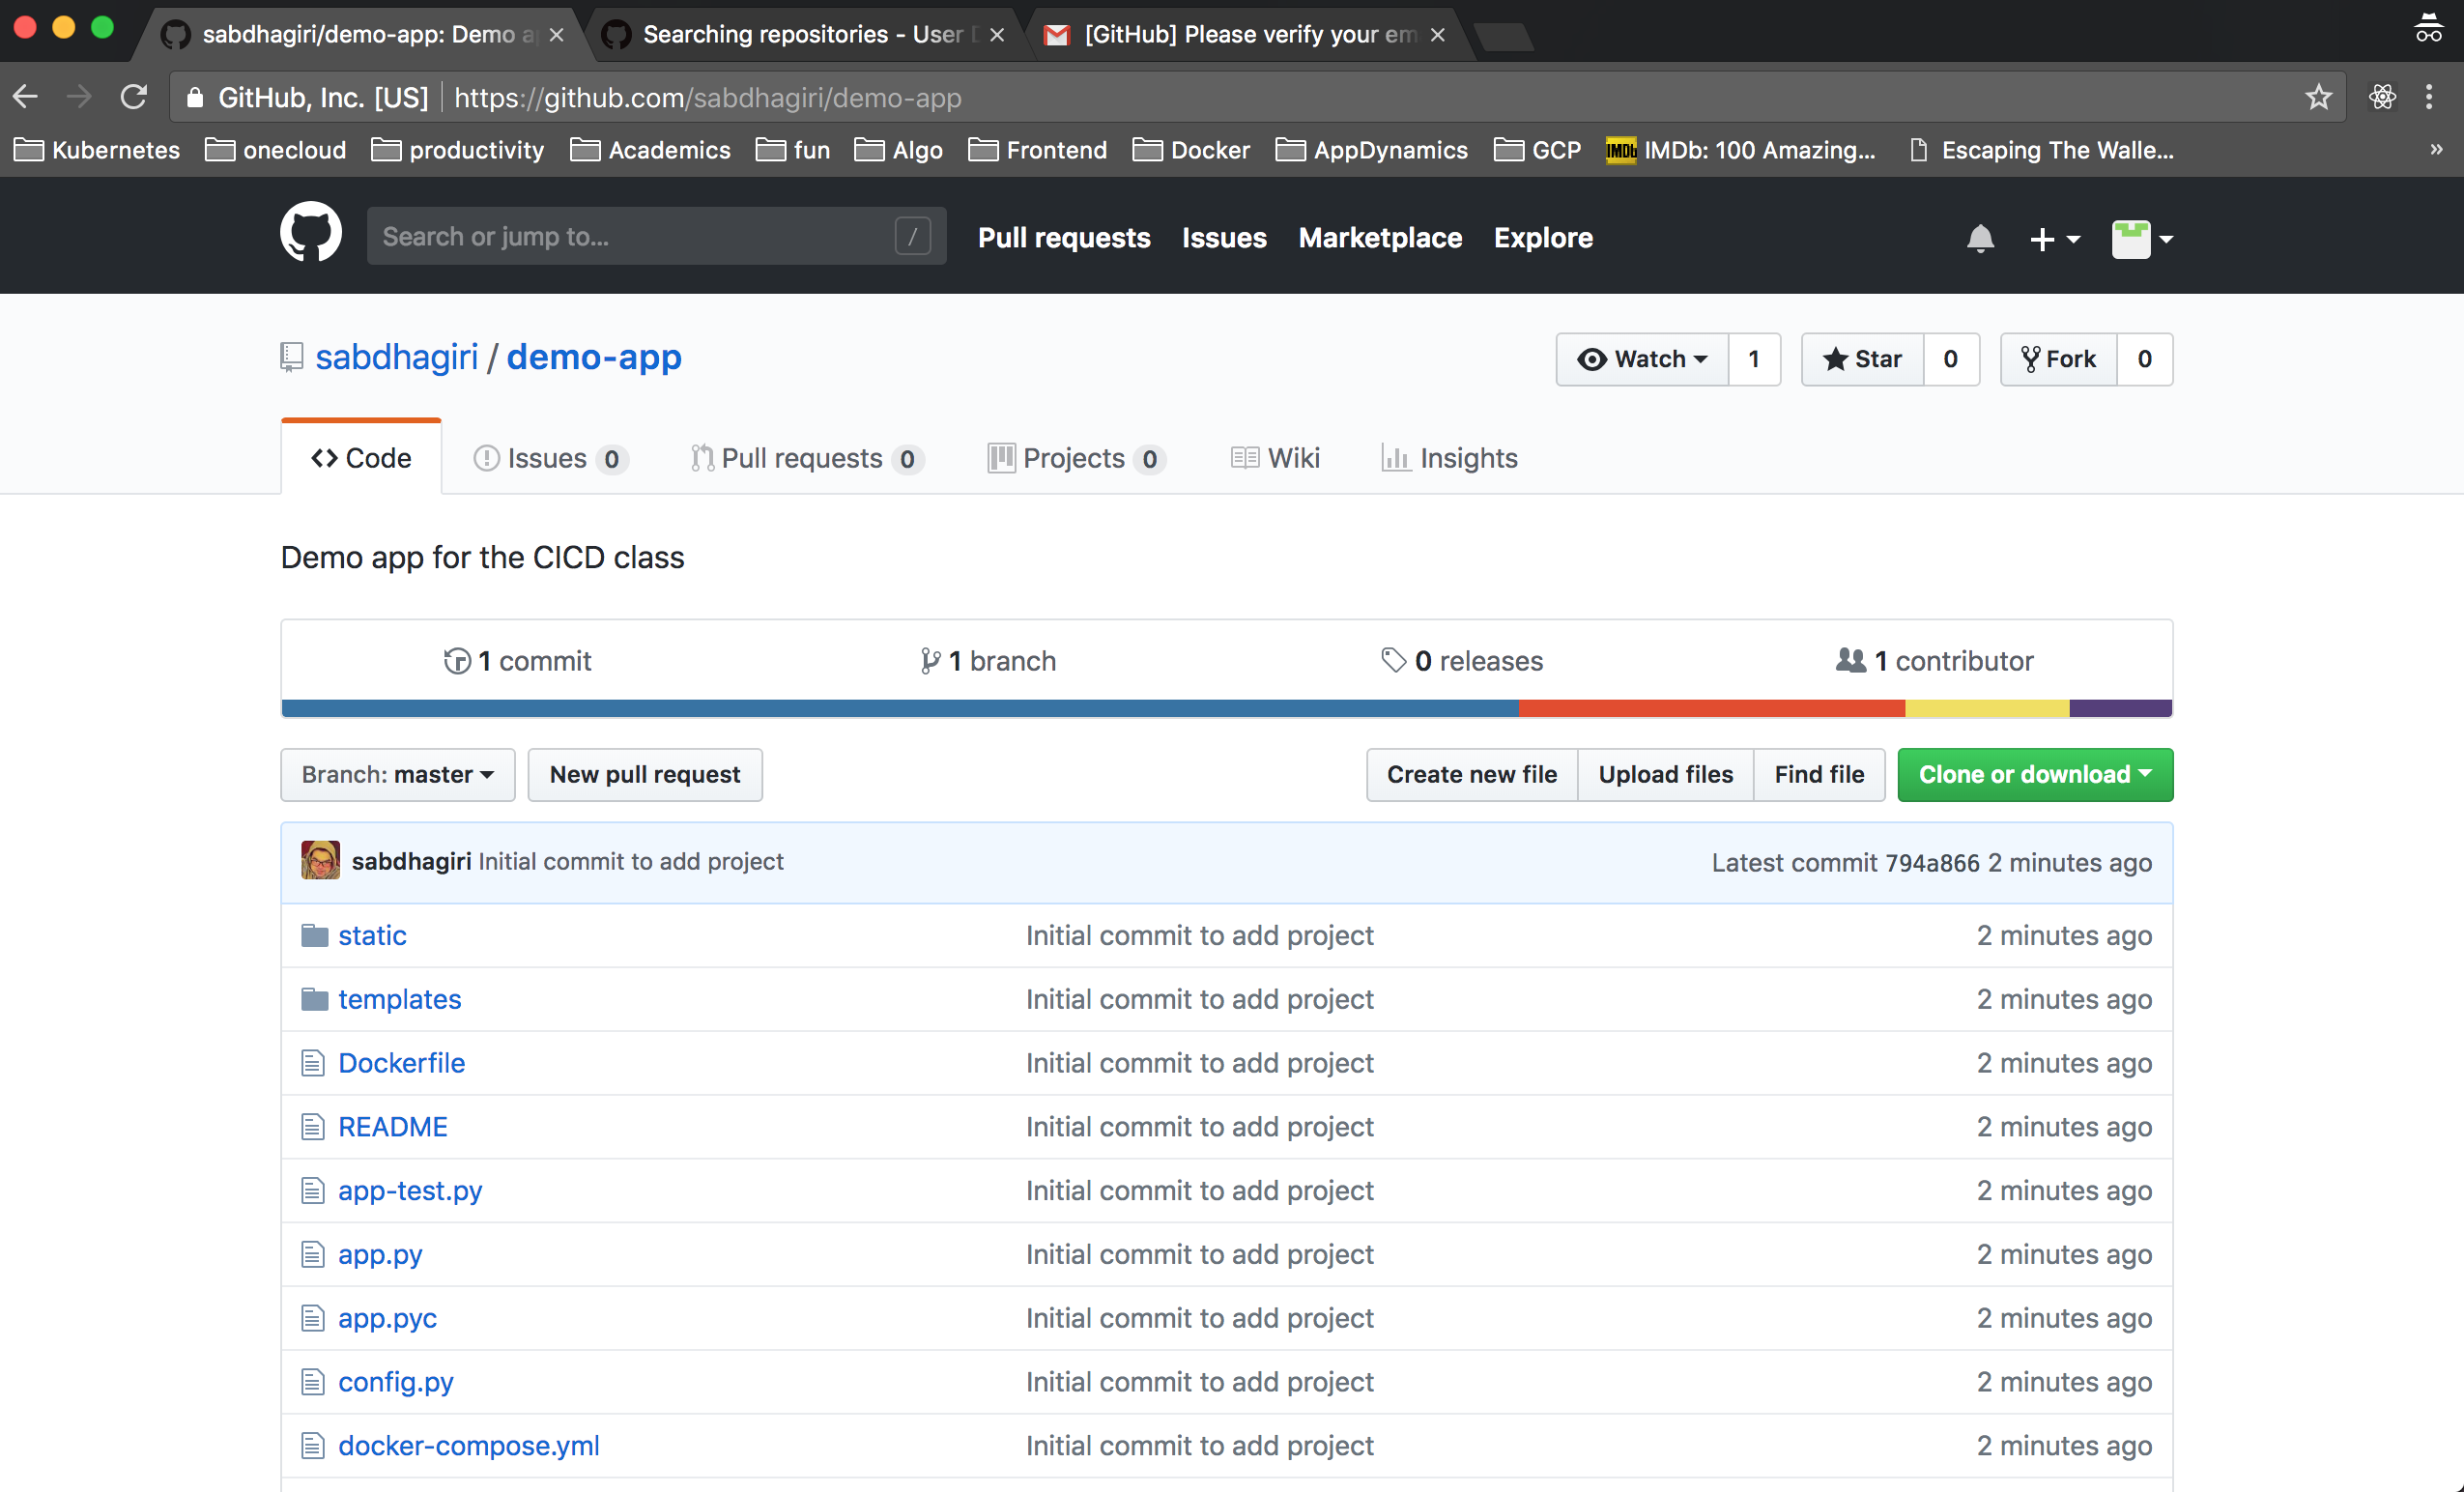 sabdhagiri/demo-app: Demo a
Searching repositories - User
[GitHub] Please verify your em
GitHub, Inc. [US] https://github.com/sabdhagiri/demo-app
Kubernetes onecloud productivity Academics fun Algo Frontend Docker AppDynamics GCP IMDb IMDb: 100 Amazing... Escaping The Walle... »
Search or jump to... / Pull requests Issues Marketplace Explore
sabdhagiri / demo-app Watch 1 Star 0 Fork 0
Code Issues 0 Pull requests 0 Projects 0 Wiki Insights
Demo app for the CICD class
1 commit 1 branch 0 releases 1 contributor
Branch: master New pull request Create new file Upload files Find file Clone or download
sabdhagiri Initial commit to add project Latest commit 794a866 2 minutes ago
static Initial commit to add project 2 minutes ago
templates Initial commit to add project 2 minutes ago
Dockerfile Initial commit to add project 2 minutes ago
README Initial commit to add project 2 minutes ago
app-test.py Initial commit to add project 2 minutes ago
app.py Initial commit to add project 2 minutes ago
app.pyc Initial commit to add project 2 minutes ago
config.py Initial commit to add project 2 minutes ago
docker-compose.yml Initial commit to add project 2 minutes ago